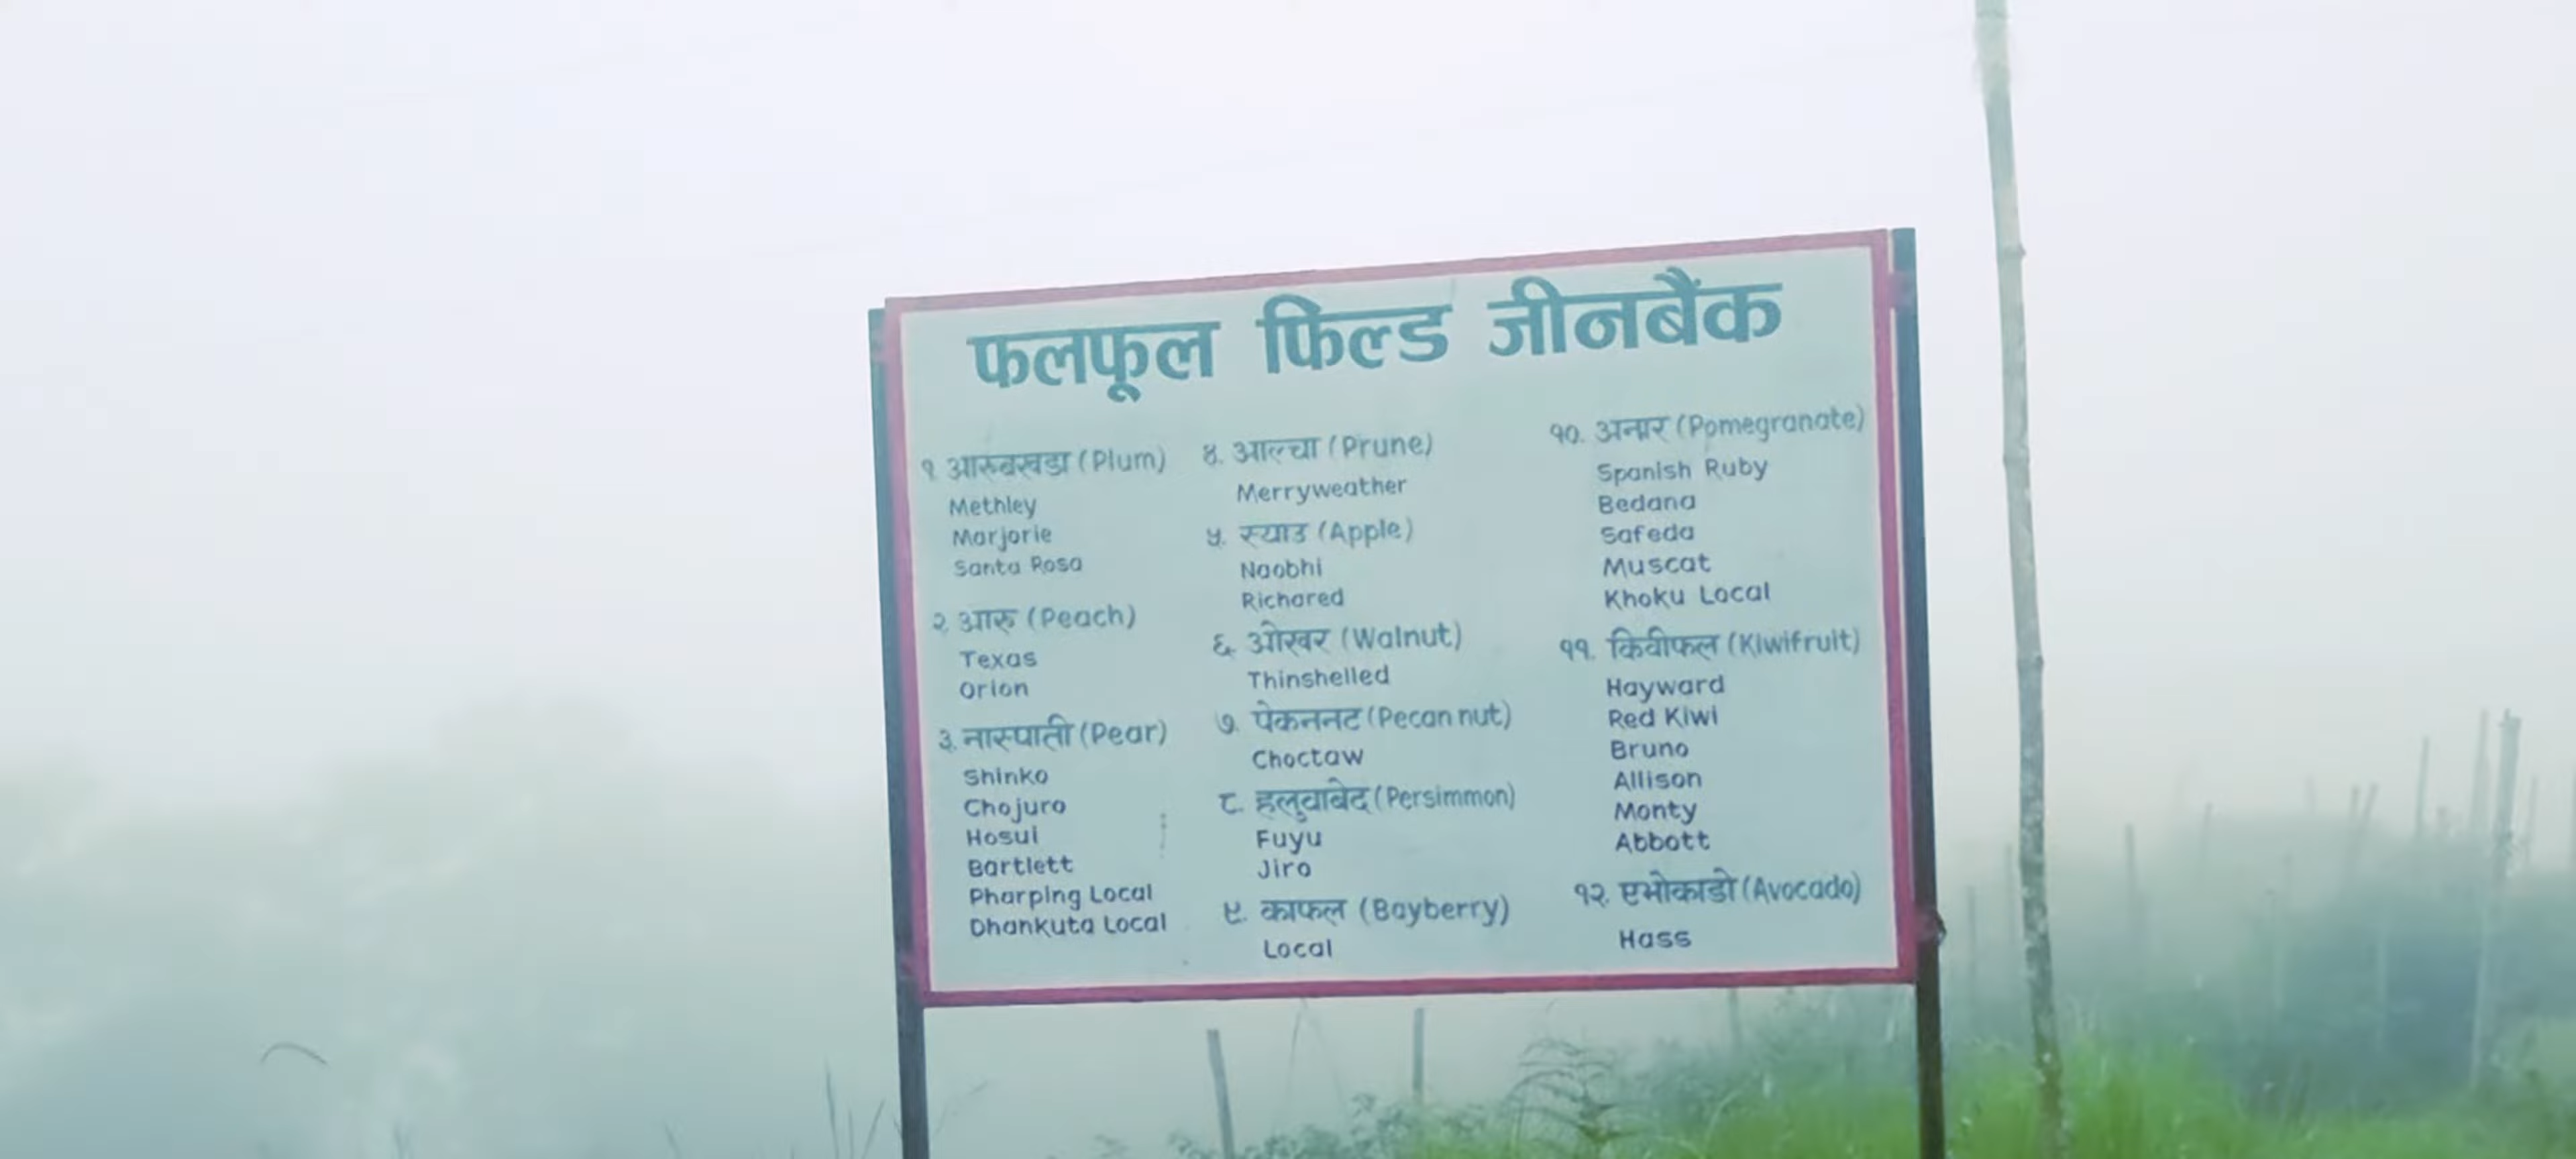 फलफूल फिल्ड जीनबैंक
१. आरुबखडा (Plum)
Methley
Marjorie
Santa Rosa
२. आरु (Peach)
Texas
Orion
३. नास्पाती (Pear)
Shinko
Chojuro
Hosui
Bartlett
Pharping Local
Dhankuta Local
४. आल्चा (Prune)
Merryweather
५. स्याउ (Apple)
Naobhi
Richared
६. ओखर (Walnut)
Thinshelled
७. पेकननट (Pecan nut)
Choctaw
८. हलुवाबेद (Persimmon)
Fuyu
Jiro
९. काफल (Bayberry)
Local
१०. अनार (Pomegranate)
Spanish Ruby
Bedana
Safeda
Muscat
Khoku Local
११. किवीफल (Kiwifruit)
Hayward
Red Kiwi
Bruno
Allison
Monty
Abbott
१२. एभोकाडो (Avocado)
Hass